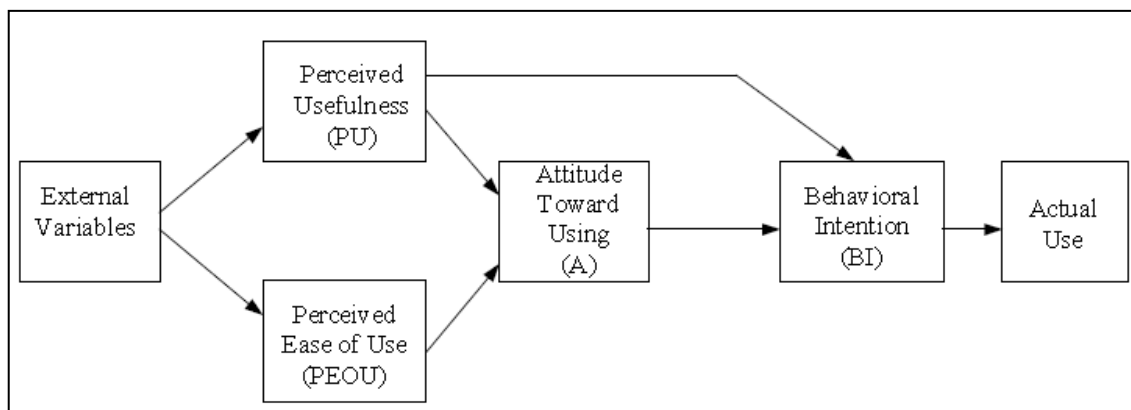 External
Variables
Perceived
Usefulness
(PU)
Perceived
Ease of Use
(PEOU)
Attitude
Toward
Using
(A)
Behavioral
Intention
(BI)
Actual
Use